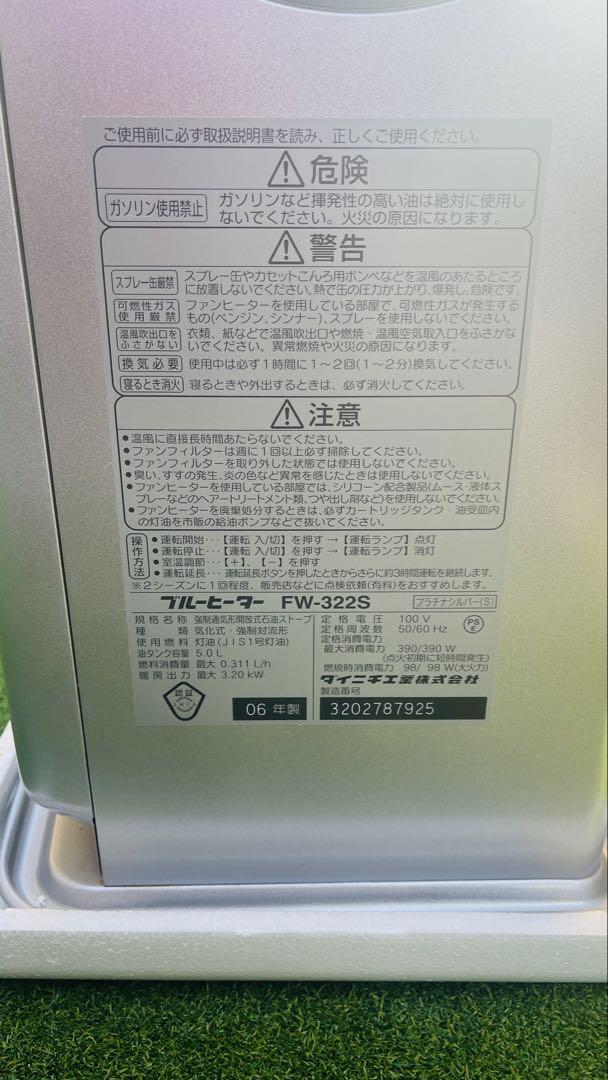 ご使用前に必ず取扱説明書を読み、正しくご使用ください。
⚠危険
ガソリン使用禁止 ガソリンなど揮発性の高い油は絶対に使用し
ないでください。火災の原因になります。
⚠警告
スプレー缶厳禁 スプレー缶やカセットこんろ用ボンベなどを温風のあたるところ
に放置しないでください。熱で缶の圧力が上がり、爆発し、危険です。
可燃性ガス ファンヒーターを使用している部屋で、可燃性ガスが発生する
使用厳禁 もの(ベンジン、シンナー)、スプレーを使用しないでください。
温風吹出口を 衣類、紙などで温風吹出口や燃焼・温風空気取入口をふさがな
ふさがない いでください。異常燃焼や火災の原因になります。
換気必要 使用中は必ず1時間に1〜2回(1〜2分)換気してください。
寝るとき消火 寝るときや外出するときは、必ず消火してください。
⚠注意
●温風に直接長時間あたらないでください。
●ファンフィルターは週に1回以上必ず掃除してください。
●ファンフィルターを取り外した状態では使用しないでください。
●臭い、すすの発生、炎の色など異常を感じたときは使用しないでください。
●ファンヒーターを使用している部屋では、シリコーン配合製品(ムース・液体ス
プレーなどのヘアートリートメント類、つや出し剤など)を使用しないでください。
●ファンヒーターを廃棄処分するときは、必ずカートリッジタンク・油受皿内
の灯油を市販の給油ポンプなどで抜いてください。
操作方法
●運転開始…【運転 入/切】を押す→【運転ランプ】点灯
●運転停止…【運転 入/切】を押す→【運転ランプ】消灯
●室温調節…【+】、【−】を押す
●運転延長…運転延長ボタンを押したときからさらに約3時間運転を継続します。
※2シーズンに1回程度、販売店などに点検依頼(有料)をおすすめします。
ブルーヒーター FW-322S プラチナシルバー(S)
規格名称 強制通気形開放式石油ストーブ
種類 気化式・強制対流形
使用燃料 灯油(JIS1号灯油)
油タンク容量 5.0L
燃料消費量 最大 0.311L/h
暖房出力 最大 3.20kW
認証
06年製
定格電圧 100V
定格周波数 50/60Hz
PS
E
定格消費電力
最大消費電力 390/390W
(点火初期に短時間発生)
燃焼時消費電力 98/98W(大火力)
ダイニチ工業株式会社
製造番号
3202787925